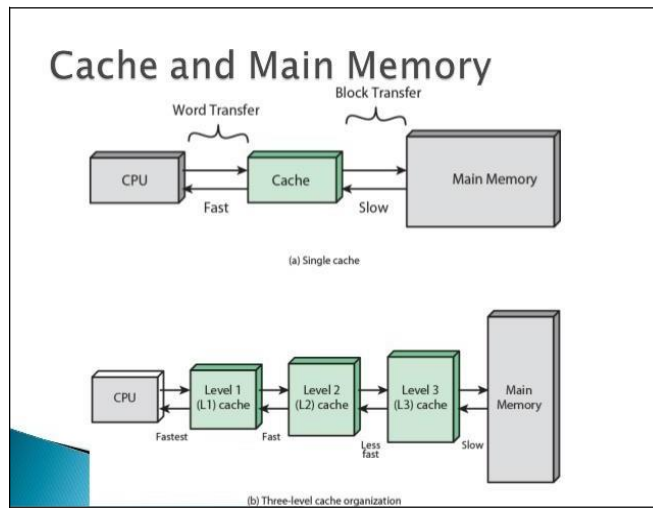 Cache and Main Memory
Block Transfer
Word Transfer
CPU
Cache
Main Memory
Fast
Slow
(a) Single cache
CPU
Level 1
(L1) cache
Level 2
(L2) cache
Level 3
(L3) cache
Main
Memory
Fastest
Fast
Less
fast
Slow
(b) Three-level cache organization